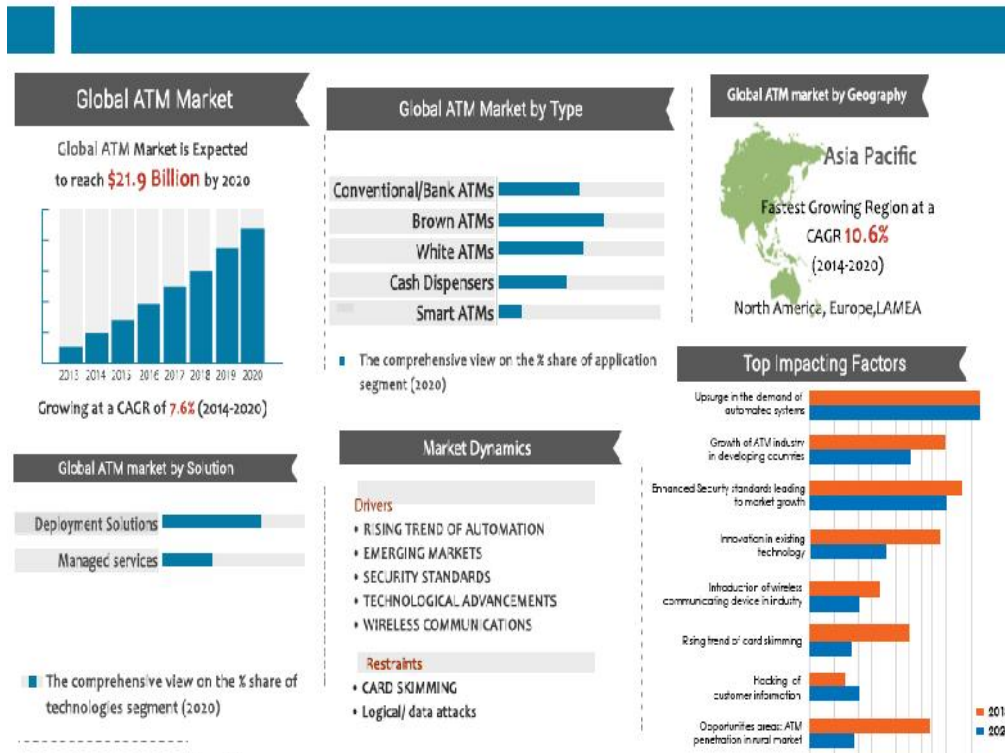 Global ATM Market
Global ATM Market is Expected
to reach $21.9 Billion by 2020
2013 2014 2015 2016 2017 2018 2019 2020
Growing at a CAGR of 7.6% (2014-2020)
Global ATM market by Solution
Deployment Solutions
Managed services
The comprehensive view on the % share of
technologies segment (2020)
Global ATM Market by Type
Conventional/Bank ATMs
Brown ATMs
White ATMs
Cash Dispensers
Smart ATMs
The comprehensive view on the % share of application
segment (2020)
Market Dynamics
Drivers
• RISING TREND OF AUTOMATION
• EMERGING MARKETS
• SECURITY STANDARDS
• TECHNOLOGICAL ADVANCEMENTS
• WIRELESS COMMUNICATIONS
Restraints
• CARD SKIMMING
• Logical/ data attacks
Global ATM market by Geography
Asia Pacific
Fastest Growing Region at a
CAGR 10.6%
(2014-2020)
North America, Europe,LAMEA
Top Impacting Factors
Upsurge in the demand of
automated systems
Growth of ATM industry
in developing countries
Enhanced Security standards leading
to market growth
Innovation in existing
technology
Introduction of wireless
communicating device in industry
Rising trend of card skimming
Hacking of
customer information
Opportunities areas: ATM
penetration in rural market